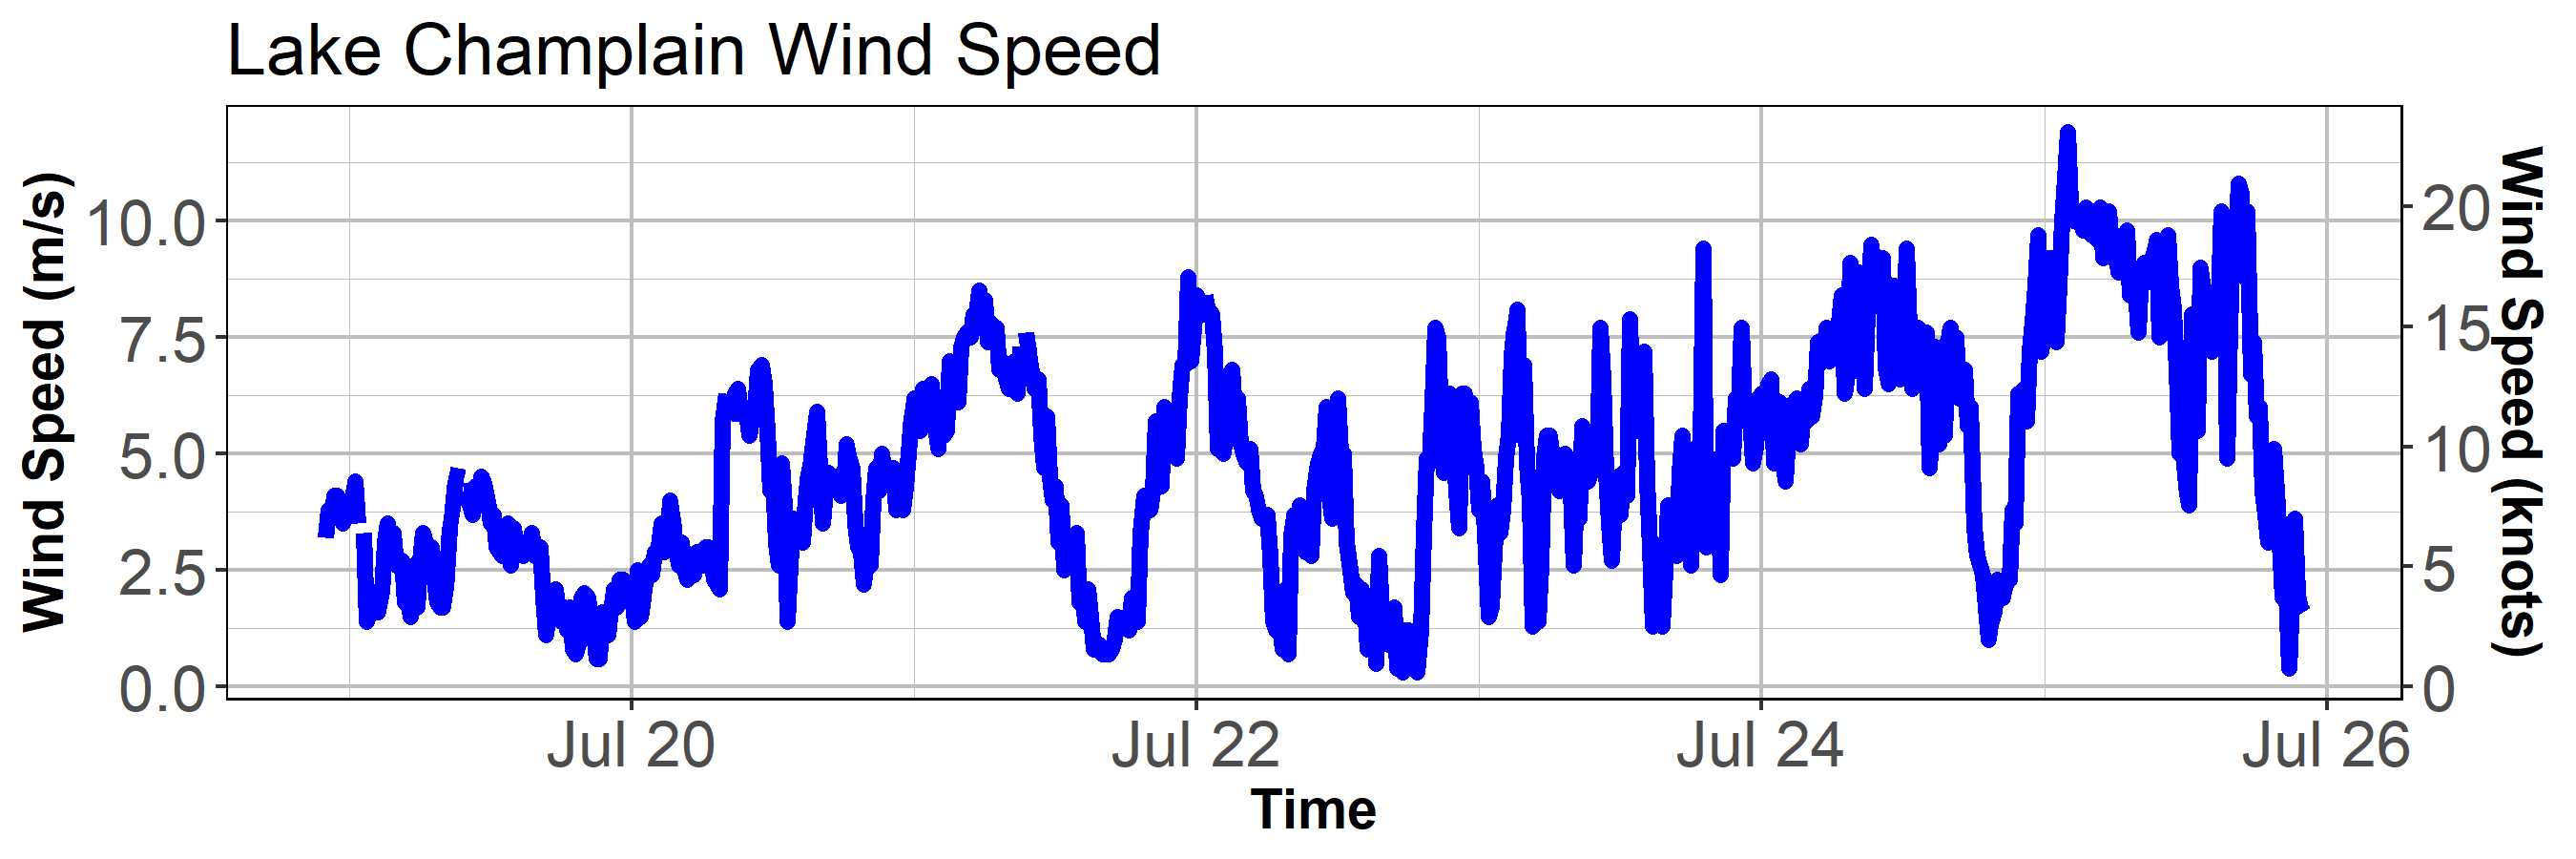 Lake Champlain Wind Speed
Wind Speed (m/s)
10.0
7.5
5.0
2.5
0.0
20
15
10
5
0
Wind Speed (knots)
Jul 20
Jul 22
Jul 24
Jul 26
Time